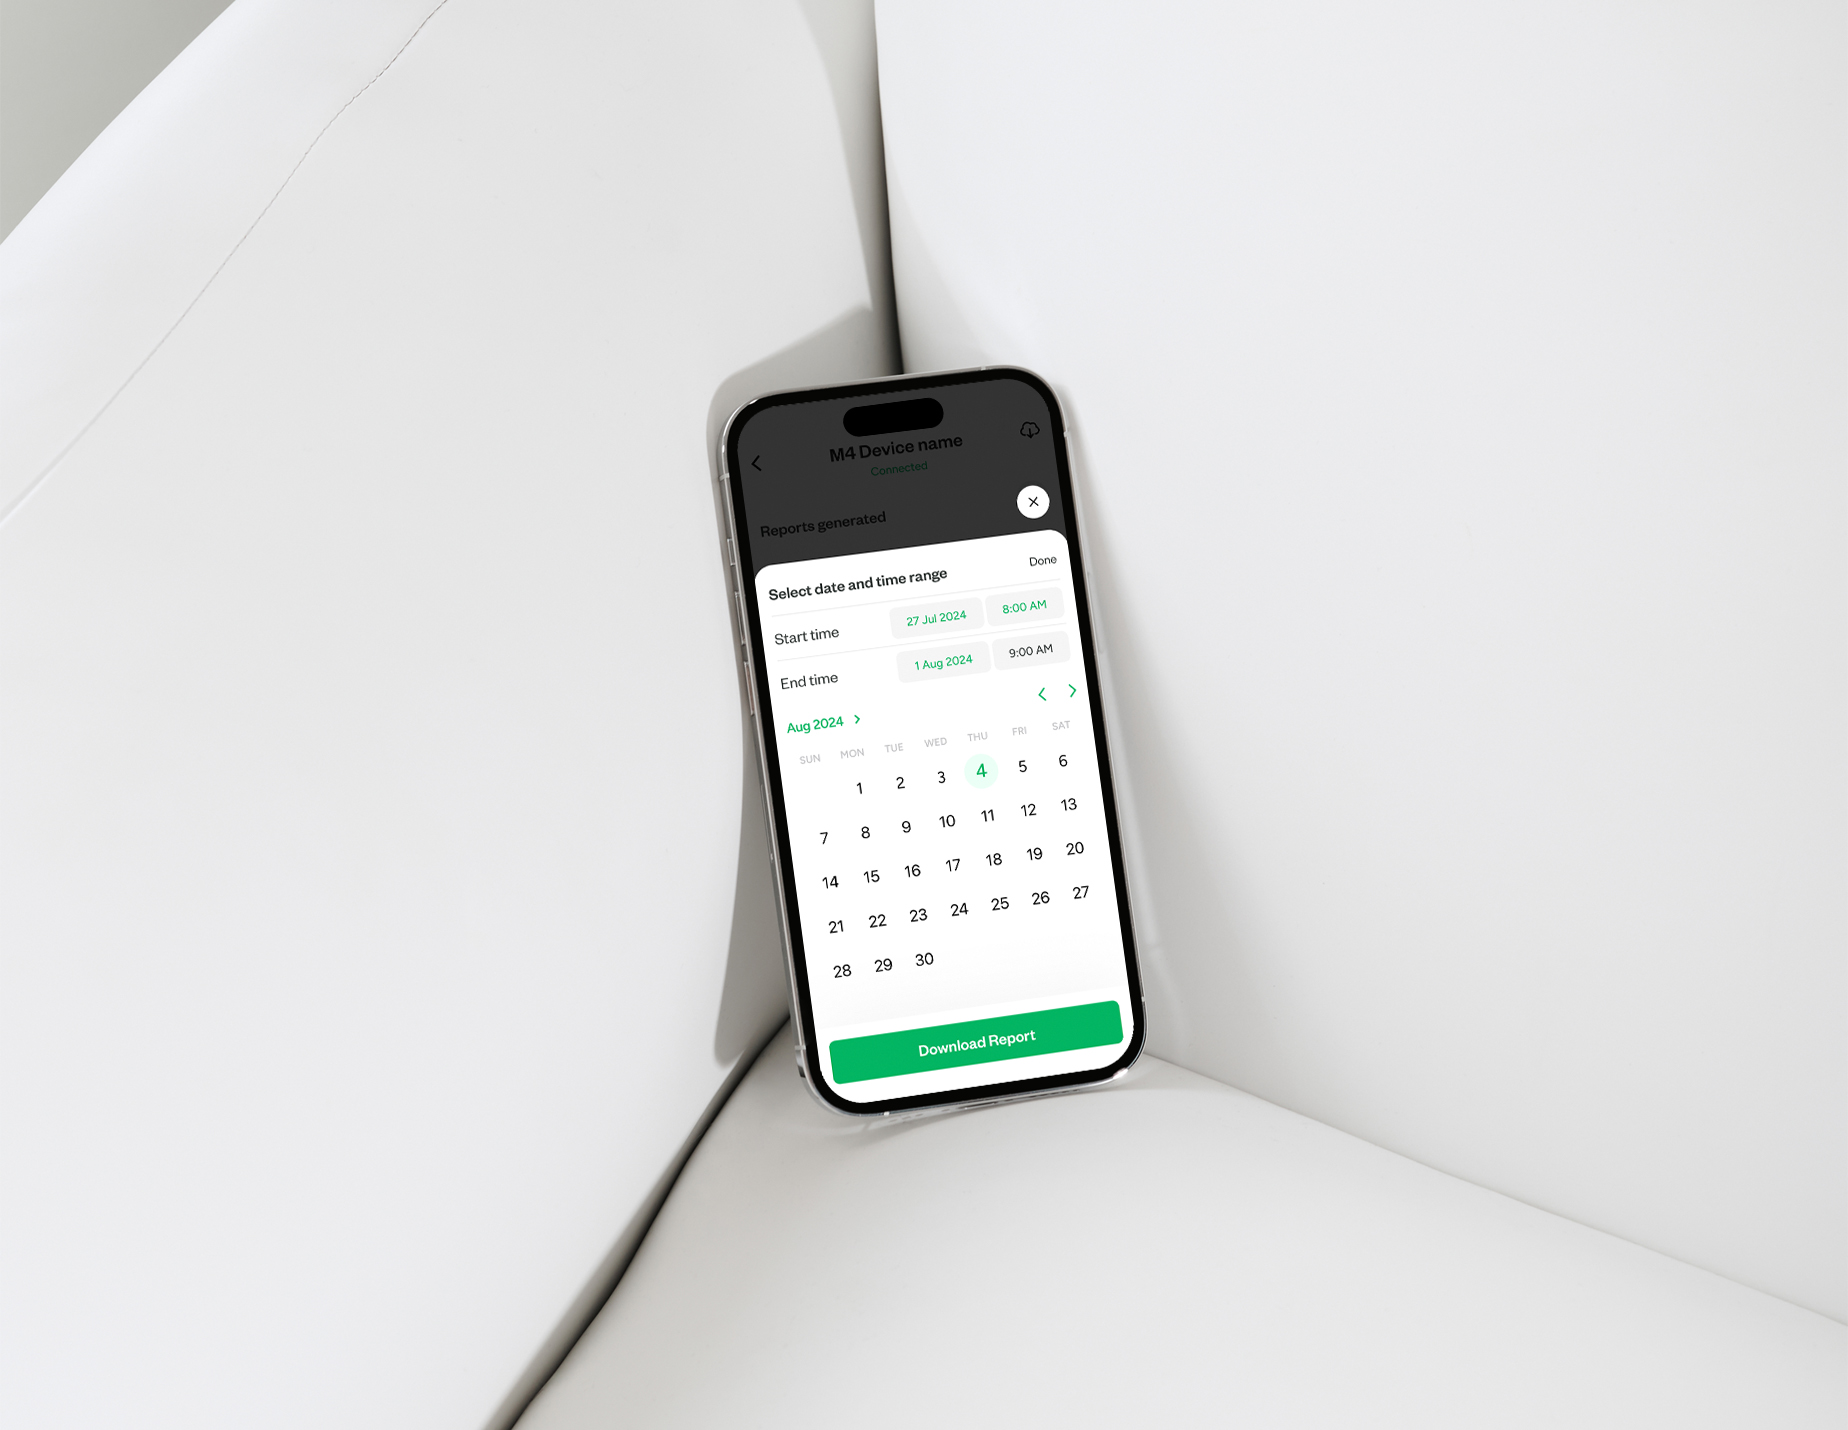 M4 Device name
Connected
Reports generated
Select date and time range
Done
Start time 27 Jul 2024 8:00 AM
End time 1 Aug 2024 9:00 AM
Aug 2024
SUN MON TUE WED THU FRI SAT
1 2 3 4 5 6
7 8 9 10 11 12 13
14 15 16 17 18 19 20
21 22 23 24 25 26 27
28 29 30
Download Report